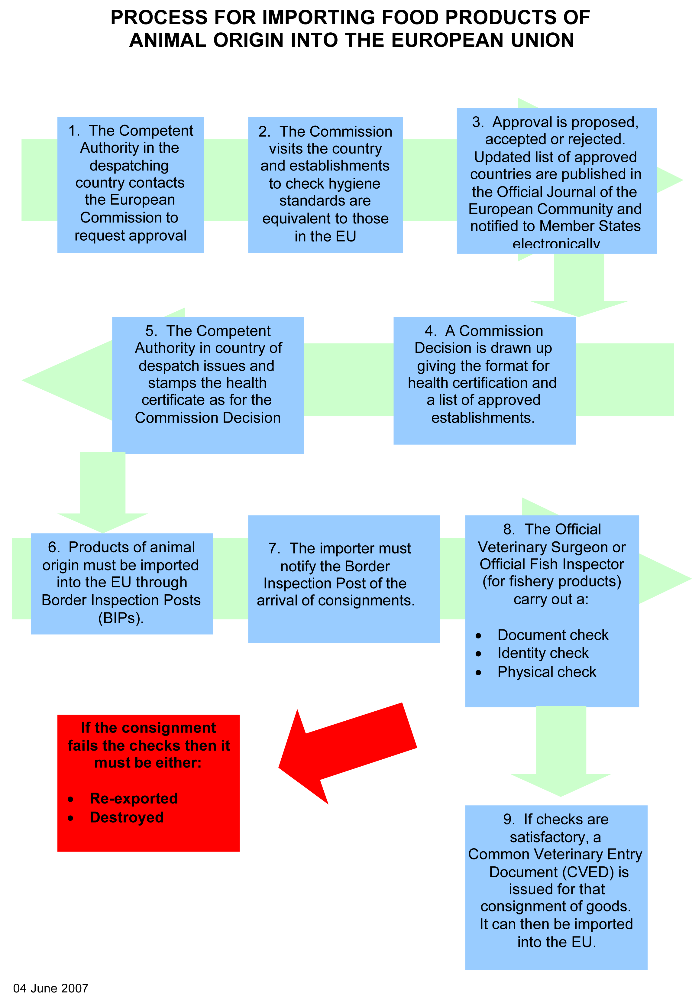 PROCESS FOR IMPORTING FOOD PRODUCTS OF
ANIMAL ORIGIN INTO THE EUROPEAN UNION
1. The Competent
Authority in the
despatching
country contacts
the European
Commission to
request approval
2. The Commission
visits the country
and establishments
to check hygiene
standards are
equivalent to those
in the EU
3. Approval is proposed,
accepted or rejected.
Updated list of approved
countries are published in
the Official Journal of the
European Community and
notified to Member States
electronically
4. A Commission
Decision is drawn up
giving the format for
health certification and
a list of approved
establishments.
5. The Competent
Authority in country of
despatch issues and
stamps the health
certificate as for the
Commission Decision
6. Products of animal
origin must be imported
into the EU through
Border Inspection Posts
(BIPs).
7. The importer must
notify the Border
Inspection Post of the
arrival of consignments.
8. The Official
Veterinary Surgeon or
Official Fish Inspector
(for fishery products)
carry out a:
• Document check
• Identity check
• Physical check
If the consignment
fails the checks then it
must be either:
• Re-exported
• Destroyed
9. If checks are
satisfactory, a
Common Veterinary Entry
Document (CVED) is
issued for that
consignment of goods.
It can then be imported
into the EU.
04 June 2007